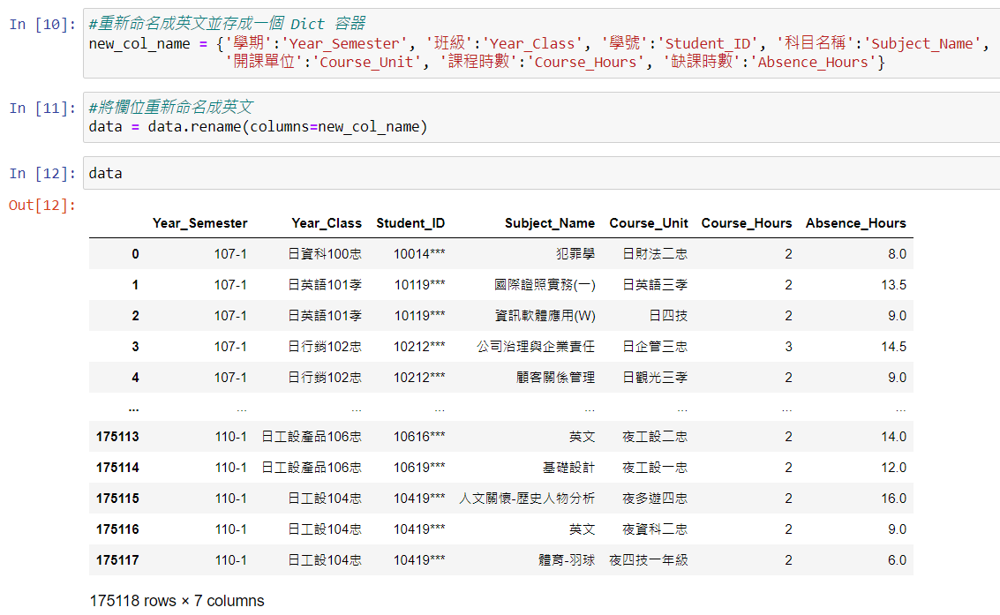 In [10]: #重新命名成英文並存成一個 Dict 容器
new_col_name = {'學期':'Year_Semester', '班級':'Year_Class', '學號':'Student_ID', '科目名稱':'Subject_Name',
'開課單位':'Course_Unit', '課程時數':'Course_Hours', '缺課時數':'Absence_Hours'}
In [11]: #將欄位重新命名成英文
data = data.rename(columns=new_col_name)
In [12]: data
Out[12]:
Year_Semester Year_Class Student_ID Subject_Name Course_Unit Course_Hours Absence_Hours
0 107-1 日資科100忠 10014*** 犯罪學 日財法二忠 2 8.0
1 107-1 日英語101孝 10119*** 國際證照實務(一) 日英語三孝 2 13.5
2 107-1 日英語101孝 10119*** 資訊軟體應用(W) 日四技 2 9.0
3 107-1 日行銷102忠 10212*** 公司治理與企業責任 日企管三忠 3 14.5
4 107-1 日行銷102忠 10212*** 顧客關係管理 日觀光三孝 2 9.0
... ... ... ... ... ... ... ...
175113 110-1 日工設產品106忠 10616*** 英文 夜工設二忠 2 14.0
175114 110-1 日工設產品106忠 10619*** 基礎設計 夜工設一忠 2 12.0
175115 110-1 日工設104忠 10419*** 人文關懷-歷史人物分析 夜多遊四忠 2 16.0
175116 110-1 日工設104忠 10419*** 英文 夜資科二忠 2 9.0
175117 110-1 日工設104忠 10419*** 體育-羽球 夜四技一年級 2 6.0
175118 rows × 7 columns